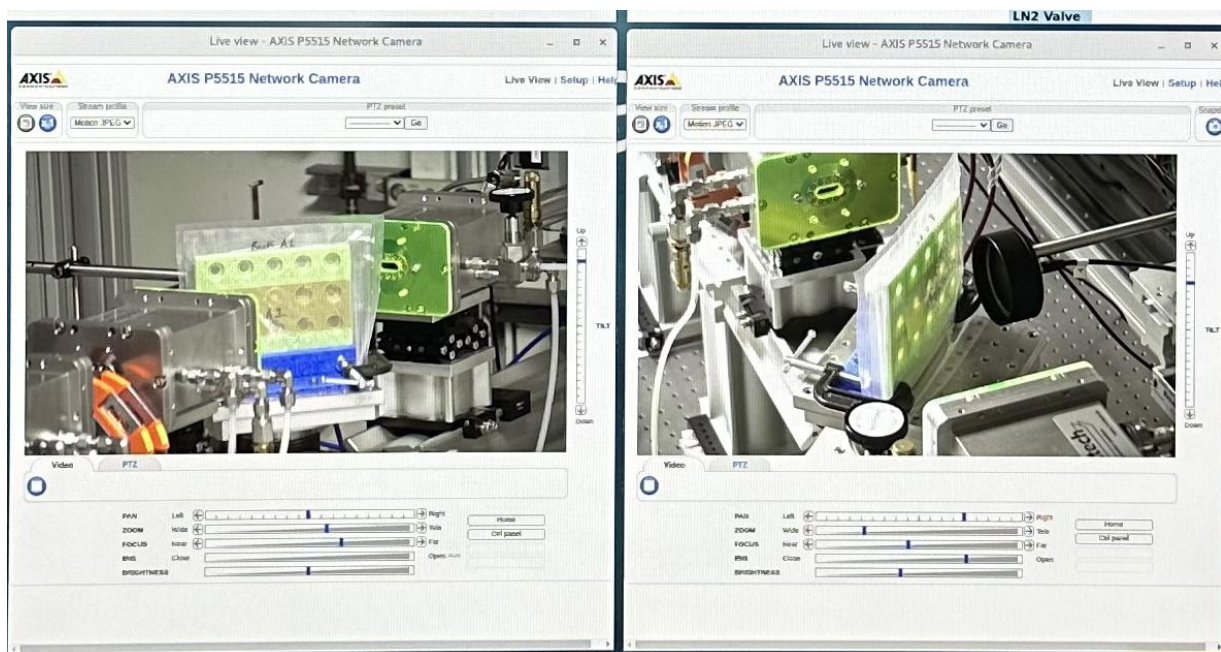 LN2 Valve
Live view - AXIS P5515 Network Camera
AXIS
AXIS P5515 Network Camera
Live View | Setup | Help
View size
Stream profile
Motion JPEG
PTZ preset
Go
A1
Up
TILT
Down
Video
PTZ
PAN
Left
Right
ZOOM
Wide
Tele
FOCUS
Near
Far
IRIS
Close
Open
BRIGHTNESS
Home
Ctrl panel
Live view - AXIS P5515 Network Camera
AXIS
AXIS P5515 Network Camera
Live View | Setup | Hel
View size
Stream profile
Motion JPEG
PTZ preset
Go
Snaps
tech
Up
TILT
Down
Video
PTZ
PAN
Left
Right
ZOOM
Wide
Tele
FOCUS
Near
Far
IRIS
Close
Open
BRIGHTNESS
Home
Ctrl panel